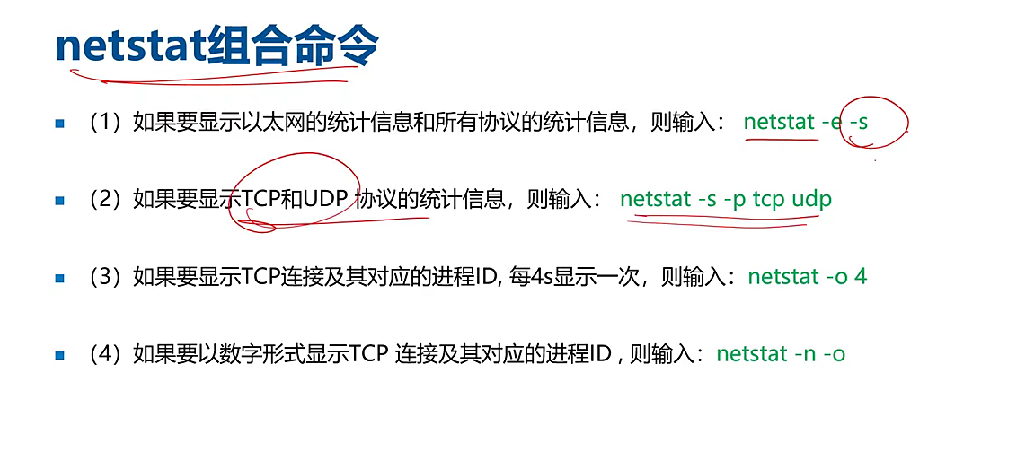 netstat组合命令
(1)如果要显示以太网的统计信息和所有协议的统计信息，则输入： netstat -e -s
(2)如果要显示TCP和UDP 协议的统计信息，则输入： netstat -s -p tcp udp
(3)如果要显示TCP连接及其对应的进程ID, 每4s显示一次，则输入：netstat -o 4
(4)如果要以数字形式显示TCP 连接及其对应的进程ID , 则输入：netstat -n -o